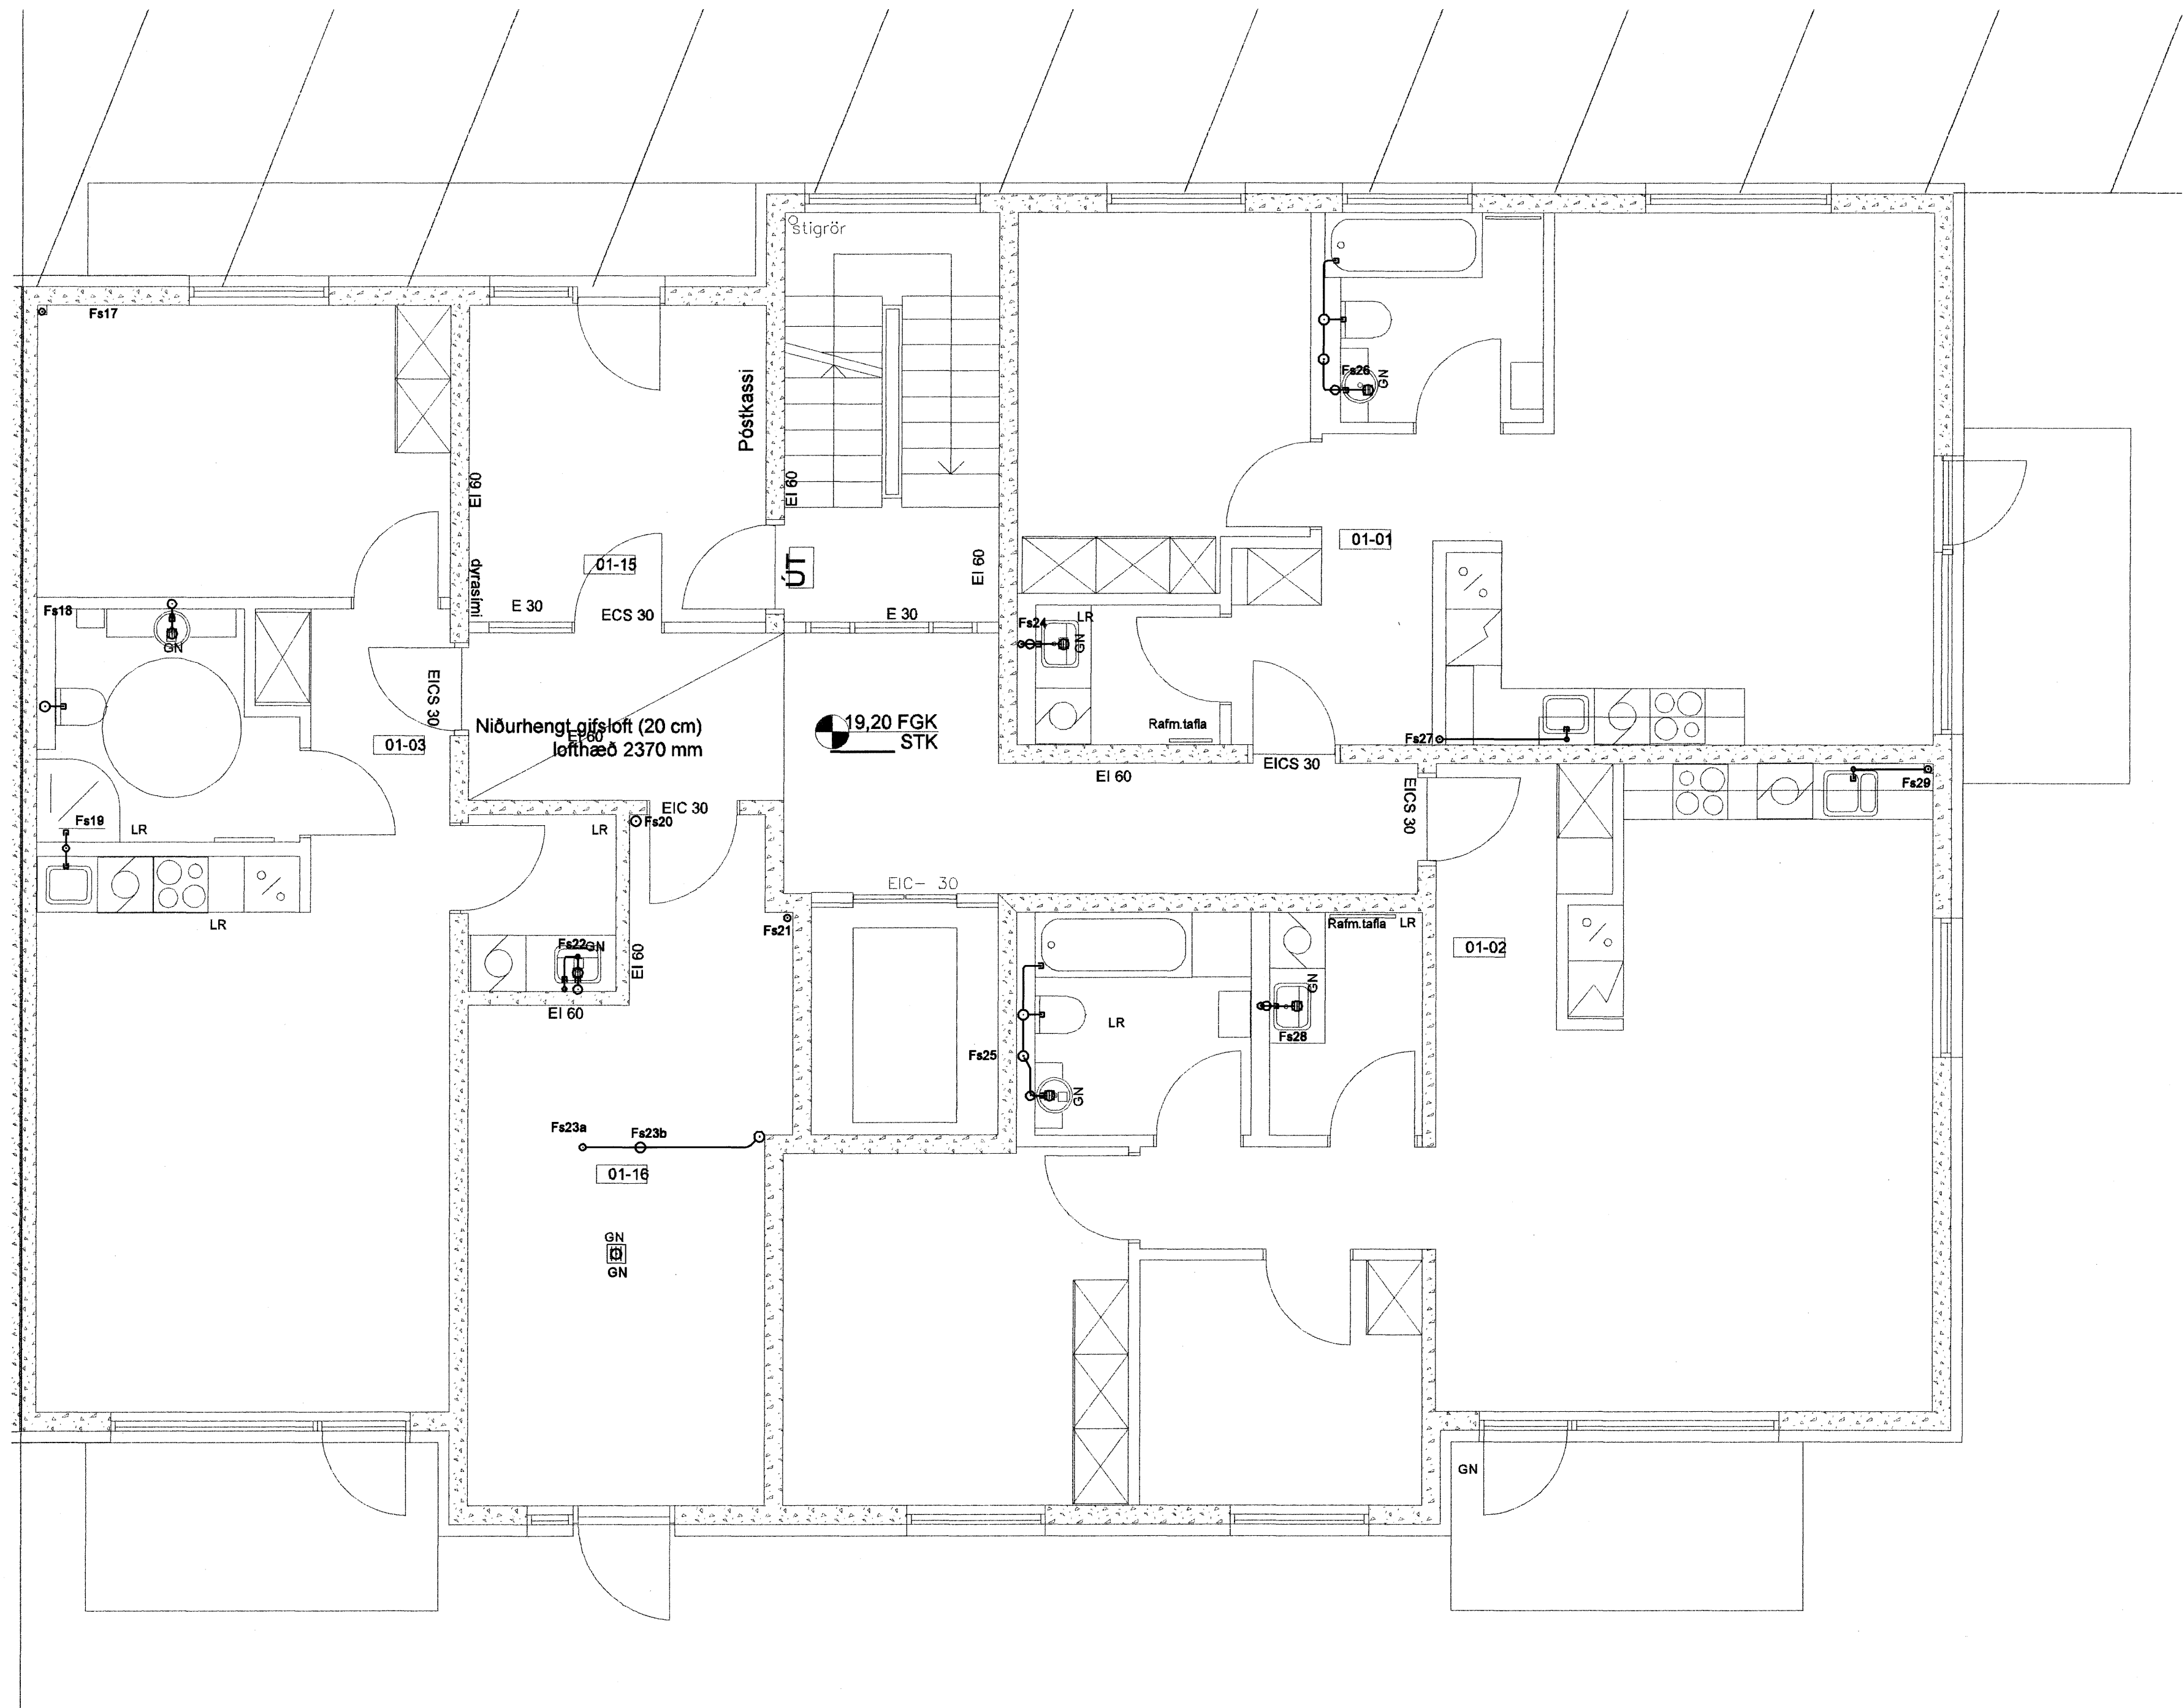 stigrör
Fs17
Póstkassi
Fs26
GN
EI 60
EI 60
01-01
EI 60
ÚT
01-15
dyrasími
Fs18
E 30
ECS 30
E 30
LR
Fs24
GN
GN
EICS 30
Niðurhengt gifsloft (20 cm)
EI 60
lofthæð 2370 mm
19,20 FGK
STK
Rafm.tafla
01-03
Fs27
EICS 30
EI 60
EICS 30
Fs29
EIC 30
Fs19
LR
Fs20
LR
EIC- 30
LR
Fs21
Rafm.tafla
LR
Fs22
GN
01-02
EI 60
GN
EI 60
LR
Fs28
Fs25
GN
Fs23a
Fs23b
01-16
GN
GN
GN